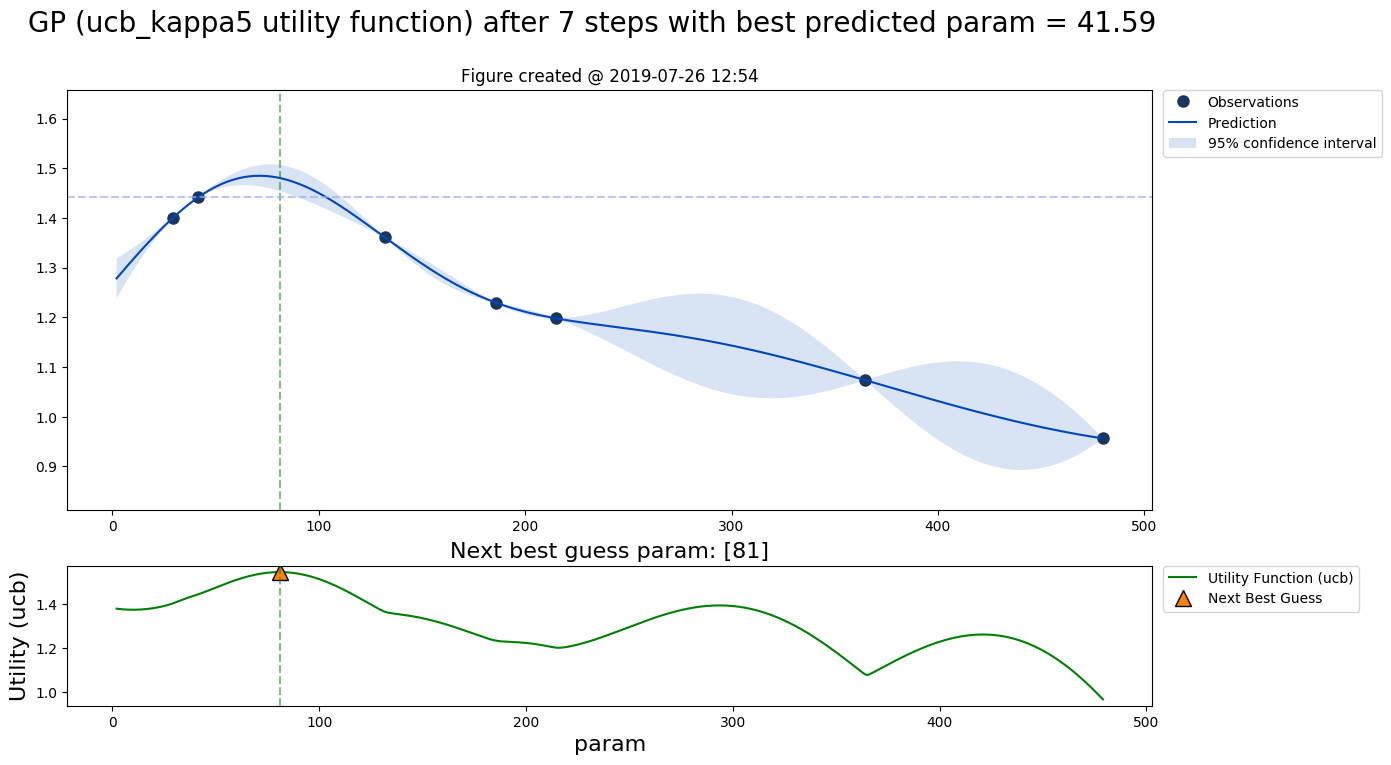 GP (ucb_kappa5 utility function) after 7 steps with best predicted param = 41.59
Figure created @ 2019-07-26 12:54
1.6
1.5
1.4
1.3
1.2
1.1
1.0
0.9
0
100
200
300
400
500
Observations
Prediction
95% confidence interval
Next best guess param: [81]
Utility (ucb)
1.4
1.2
1.0
0
100
200
300
400
500
param
Utility Function (ucb)
Next Best Guess